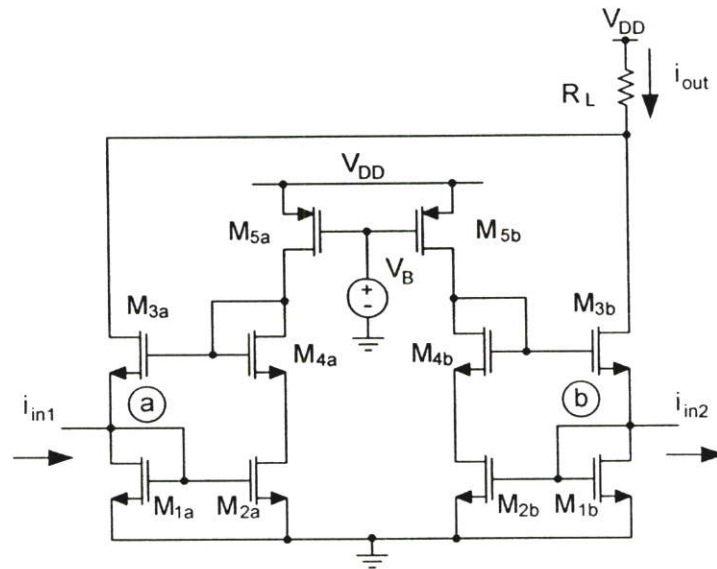 V_DD
R_L
i_out
V_DD
M_5a
M_5b
V_B
+
-
M_3a
M_3b
M_4a
M_4b
i_in1
a
b
i_in2
M_1a
M_2a
M_2b
M_1b